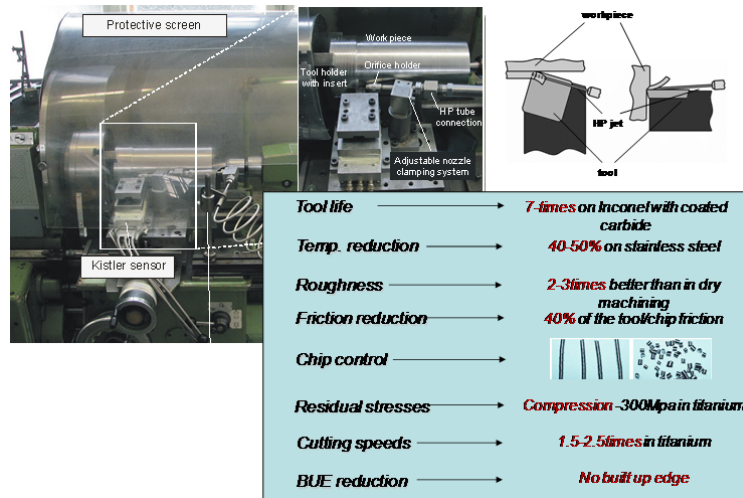 Protective screen
Work piece
Orifice holder
Tool holder
with insert
HP tube
connection
Adjustable nozzle
clamping system
Kistler sensor
workpiece
HP jet
tool
Tool life
7-times on Inconel with coated
carbide
Temp. reduction
40-50% on stainless steel
Roughness
2-3times better than in dry
machining
Friction reduction
40% of the tool/chip friction
Chip control
Residual stresses
Compression -300Mpa in titanium
Cutting speeds
1.5-2.5times in titanium
BUE reduction
No built up edge